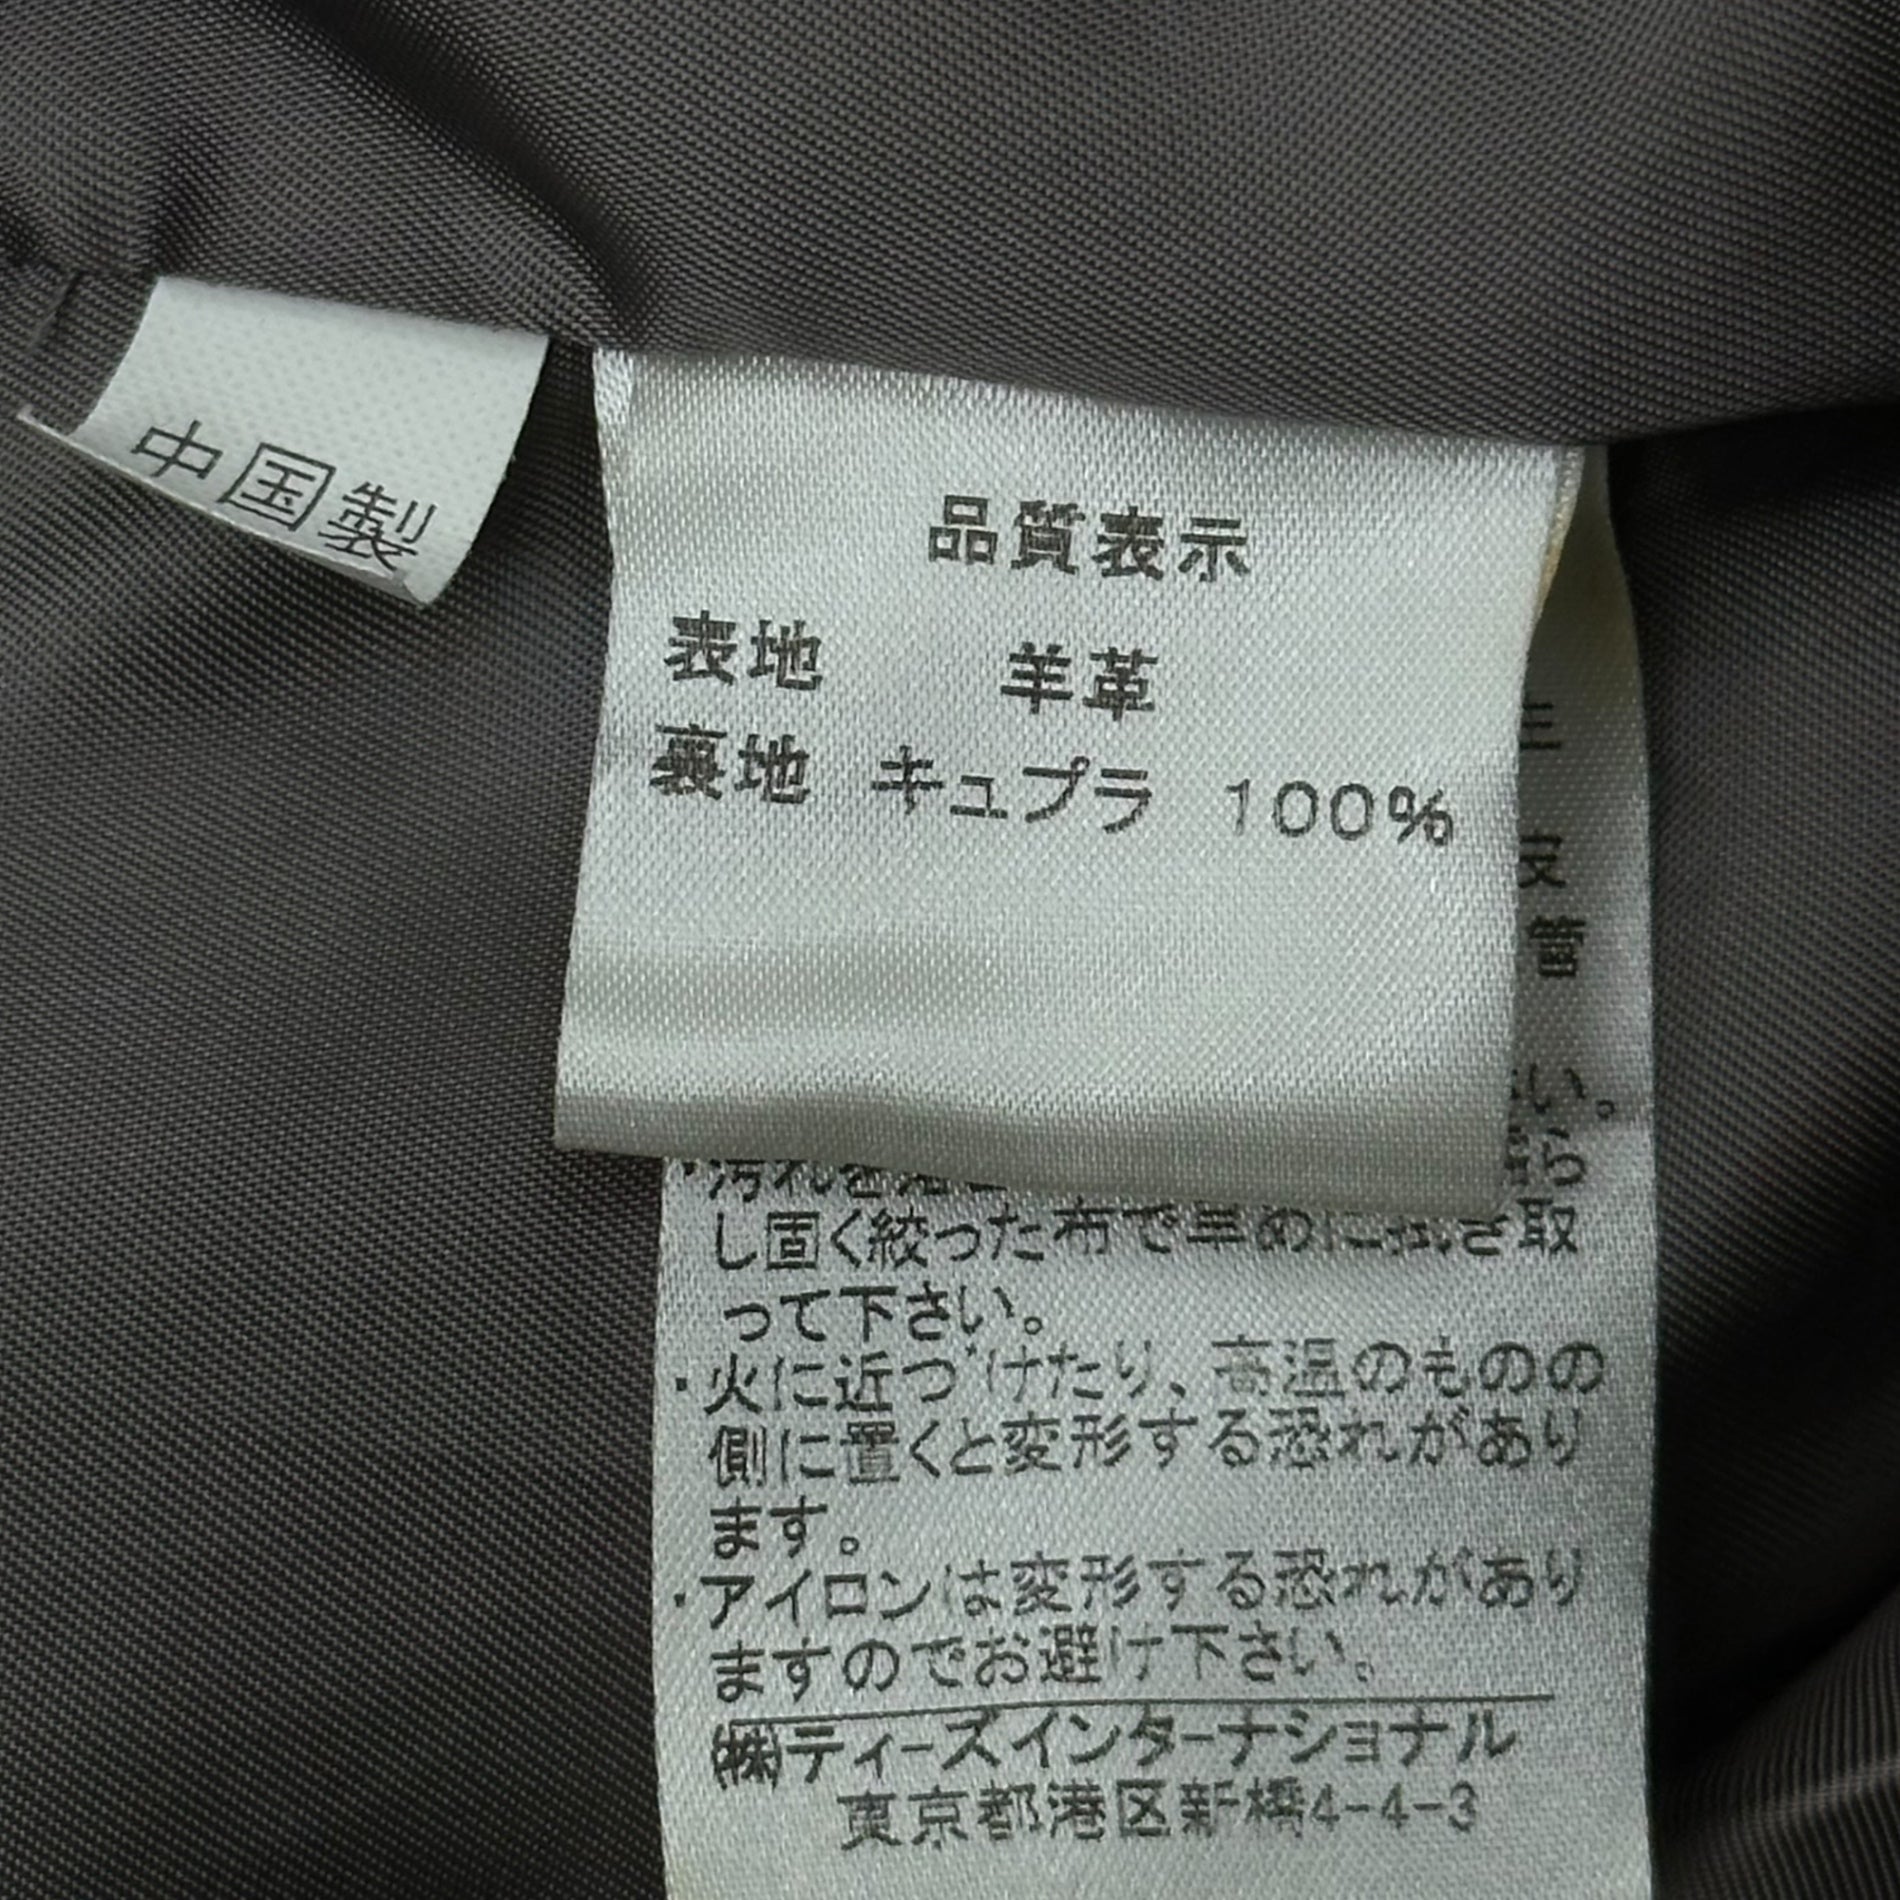 中国製
品質表示
表地 羊革
裏地 キュプラ 100%
い。
ら
し固く絞った布で早めに拭き取
って下さい。
・火に近づけたり、高温のものの
側に置くと変形する恐れがあり
ます。
・アイロンは変形する恐れがあり
ますのでお避け下さい。
(株)ティーズインターナショナル
東京都港区新橋4-4-3